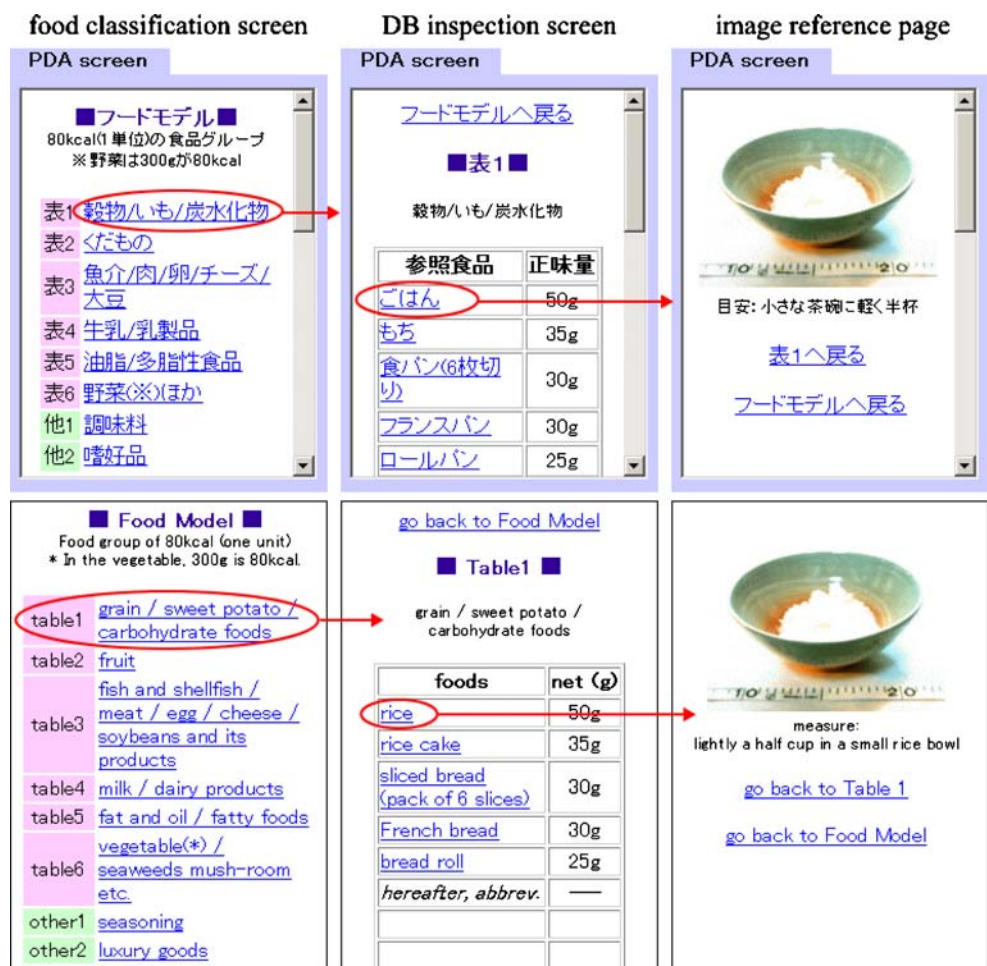 food classification screen
DB inspection screen
image reference page
PDA screen
PDA screen
PDA screen
■フードモデル■
80kcal(1単位)の食品グループ
※野菜は300gが80kcal
表1 穀物/いも/炭水化物
表2 くだもの
表3 魚介/肉/卵/チーズ/
大豆
表4 牛乳/乳製品
表5 油脂/多脂性食品
表6 野菜(※)ほか
他1 調味料
他2 嗜好品
フードモデルへ戻る
■表1■
穀物/いも/炭水化物
参照食品 正味量
ごはん 50g
もち 35g
食パン(6枚切
り) 30g
フランスパン 30g
ロールパン 25g
10 20
目安: 小さな茶碗に軽く半杯
表1へ戻る
フードモデルへ戻る
■ Food Model ■
Food group of 80kcal (one unit)
* In the vegetable, 300g is 80kcal.
table1 grain / sweet potato /
carbohydrate foods
table2 fruit
table3 fish and shellfish /
meat / egg / cheese /
soybeans and its
products
table4 milk / dairy products
table5 fat and oil / fatty foods
table6 vegetable(*) /
seaweeds mush-room
etc.
other1 seasoning
other2 luxury goods
go back to Food Model
■ Table1 ■
grain / sweet potato /
carbohydrate foods
foods net (g)
rice 50g
rice cake 35g
sliced bread
(pack of 6 slices) 30g
French bread 30g
bread roll 25g
hereafter, abbrev. —
10 20
measure:
lightly a half cup in a small rice bowl
go back to Table 1
go back to Food Model